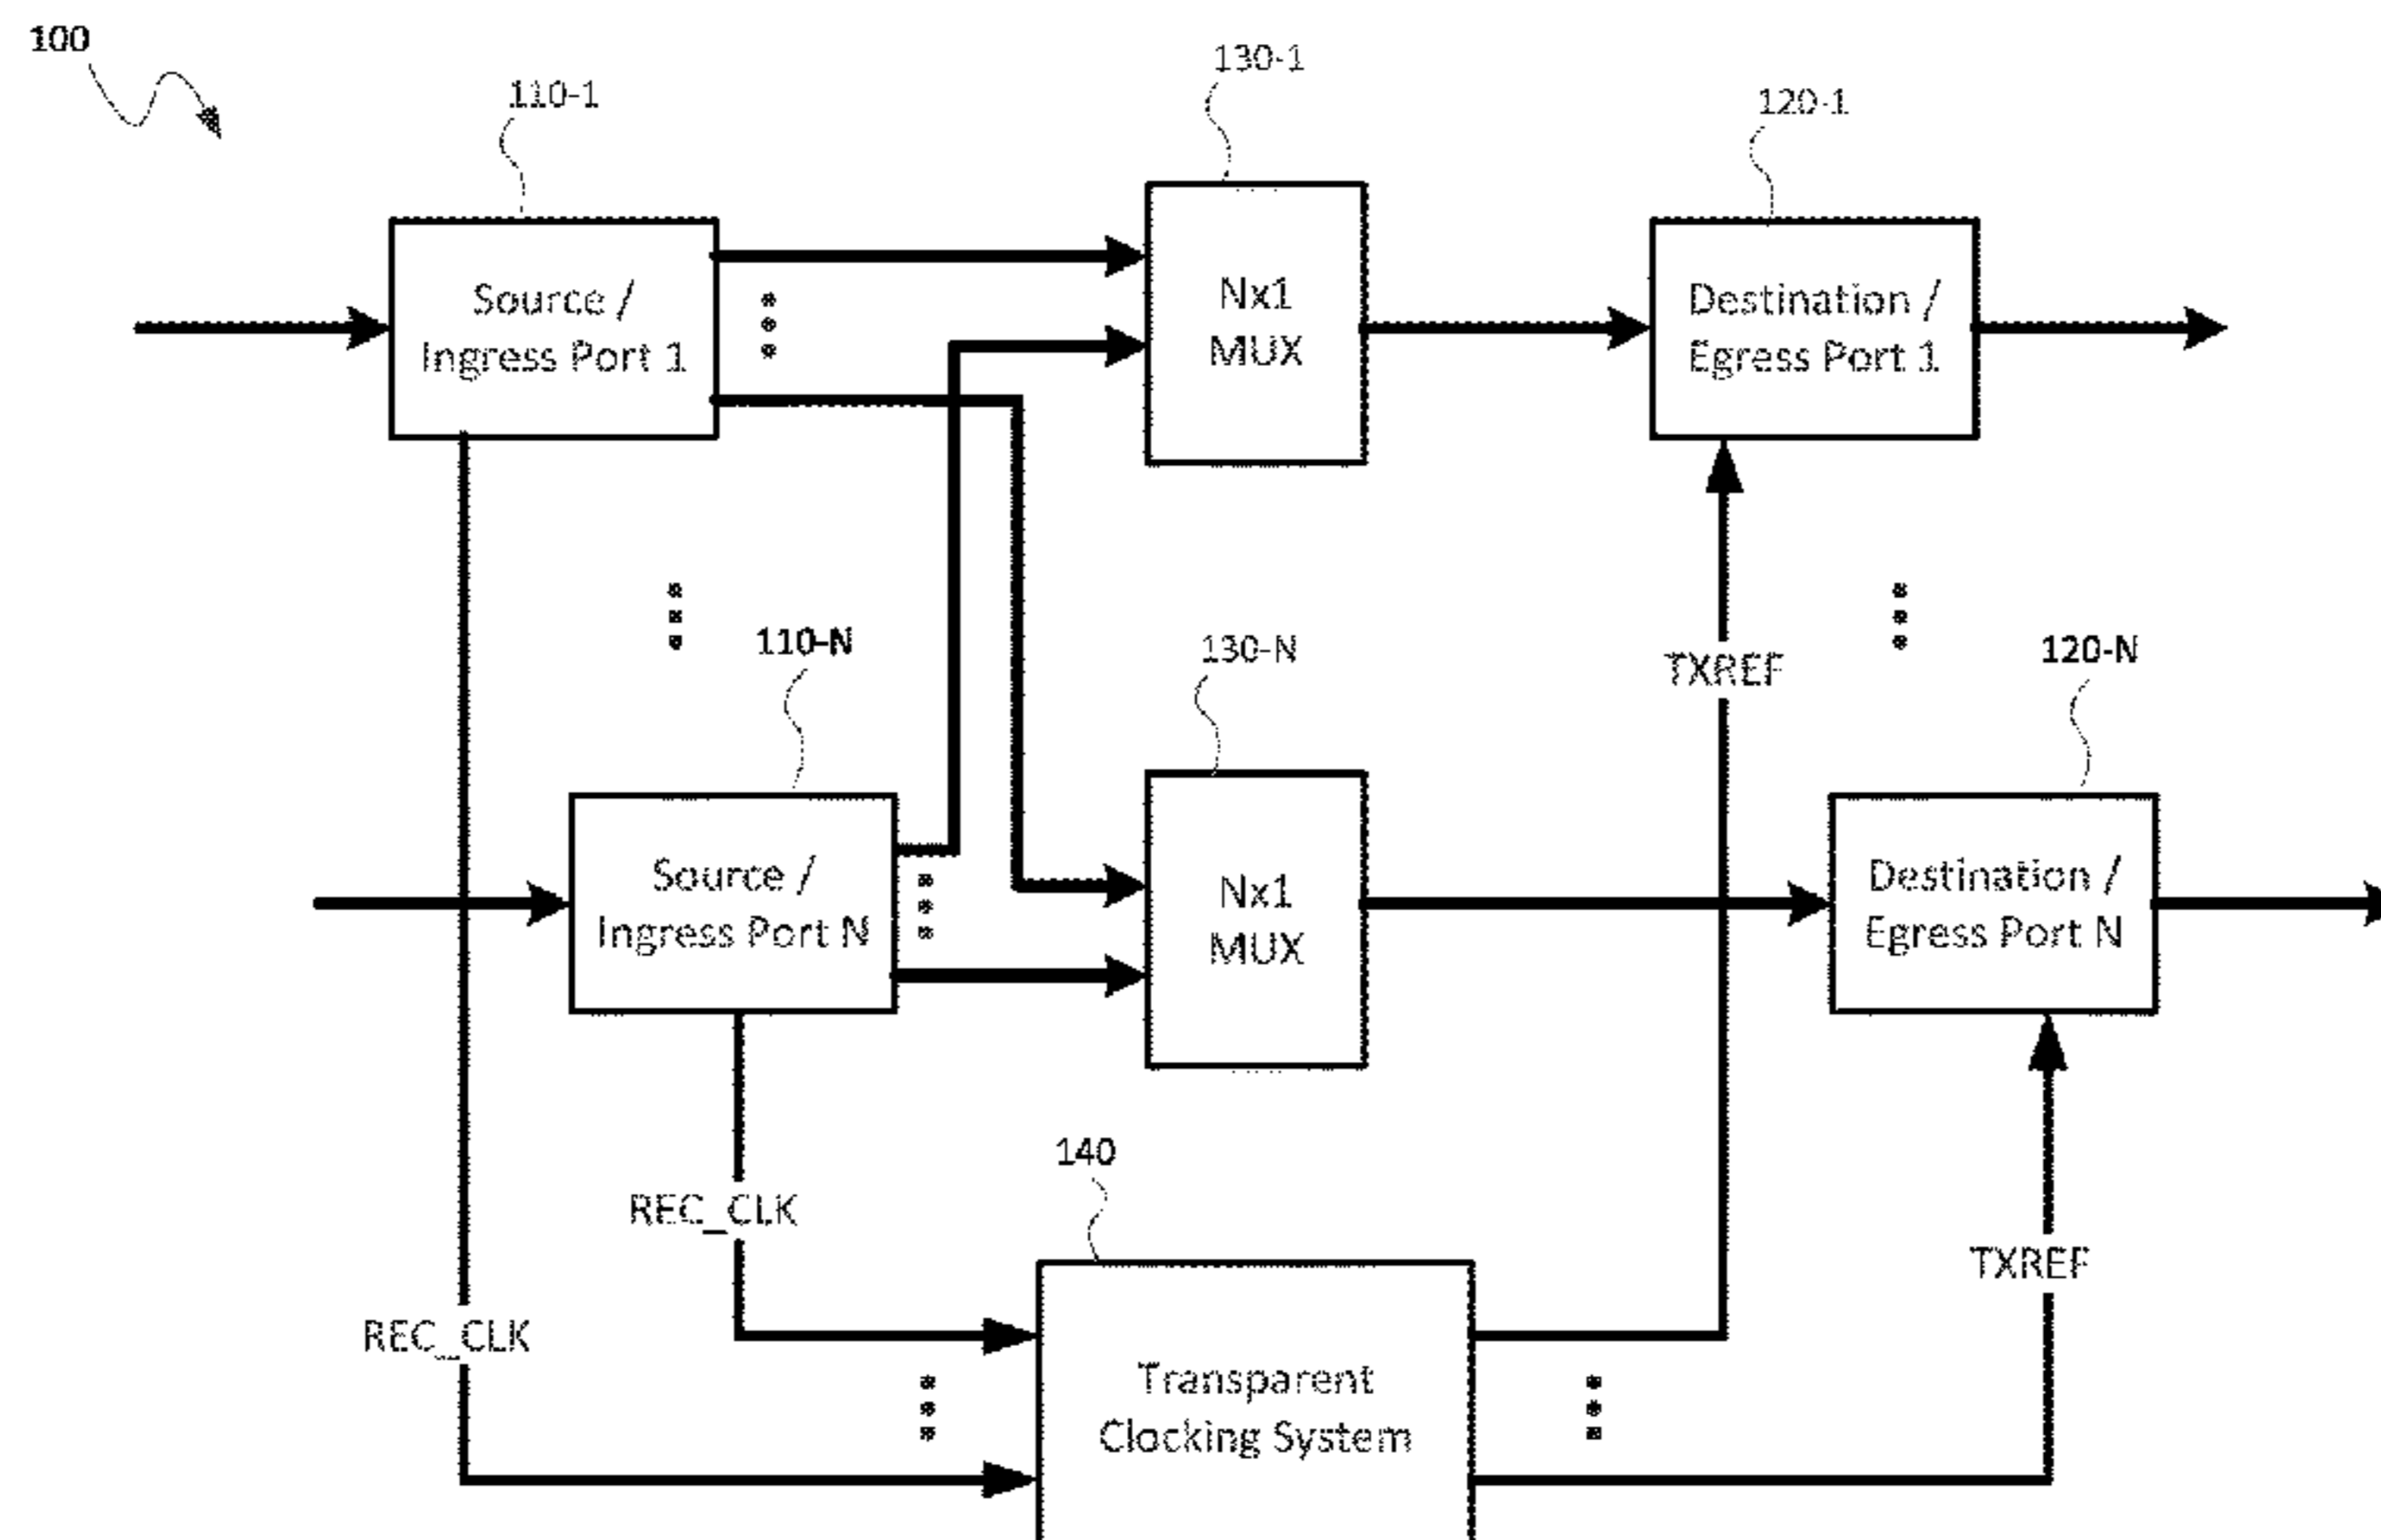 100
110-1
130-1
120-1
Source /
Ingress Port 1
Nx1
MUX
Destination /
Egress Port 1
110-N
130-N
TXREF
120-N
Source /
Ingress Port N
Nx1
MUX
Destination /
Egress Port N
140
REC_CLK
TXREF
REC_CLK
Transparent
Clocking System